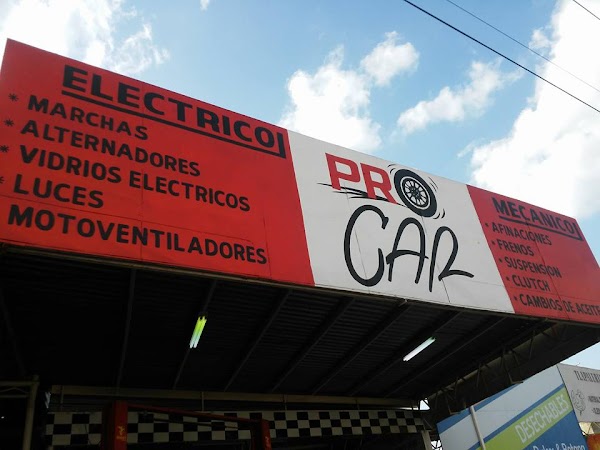 ELECTRICO
* MARCHAS
* ALTERNADORES
* VIDRIOS ELECTRICOS
* LUCES
MOTOVENTILADORES
PRO
CAR
MECANICO
* AFINACIONES
* FRENOS
* SUSPENSION
* CLUTCH
* CAMBIOS DE ACEITE
DESECHABLES